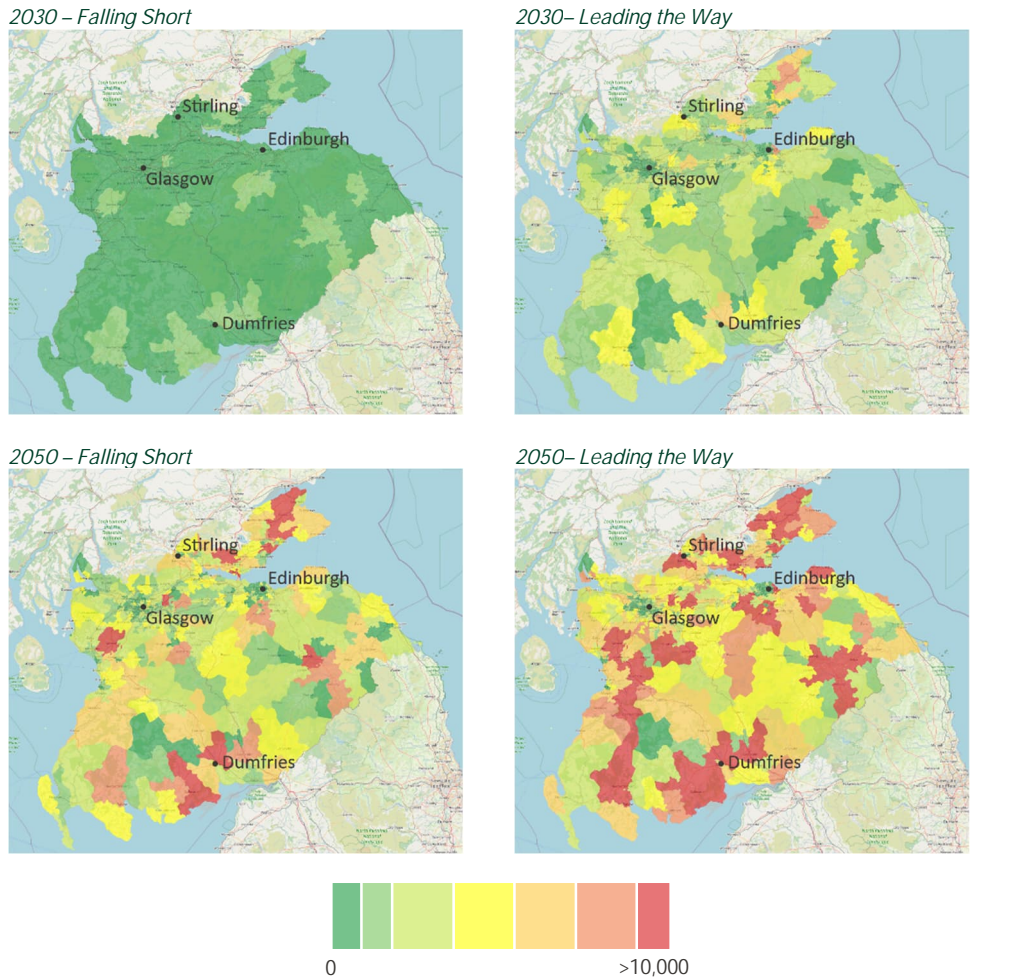 2030 – Falling Short
2030– Leading the Way
Stirling
Edinburgh
Glasgow
Dumfries
Stirling
Edinburgh
Glasgow
Dumfries
2050 – Falling Short
2050– Leading the Way
Stirling
Edinburgh
Glasgow
Dumfries
Stirling
Edinburgh
Glasgow
Dumfries
0
>10,000